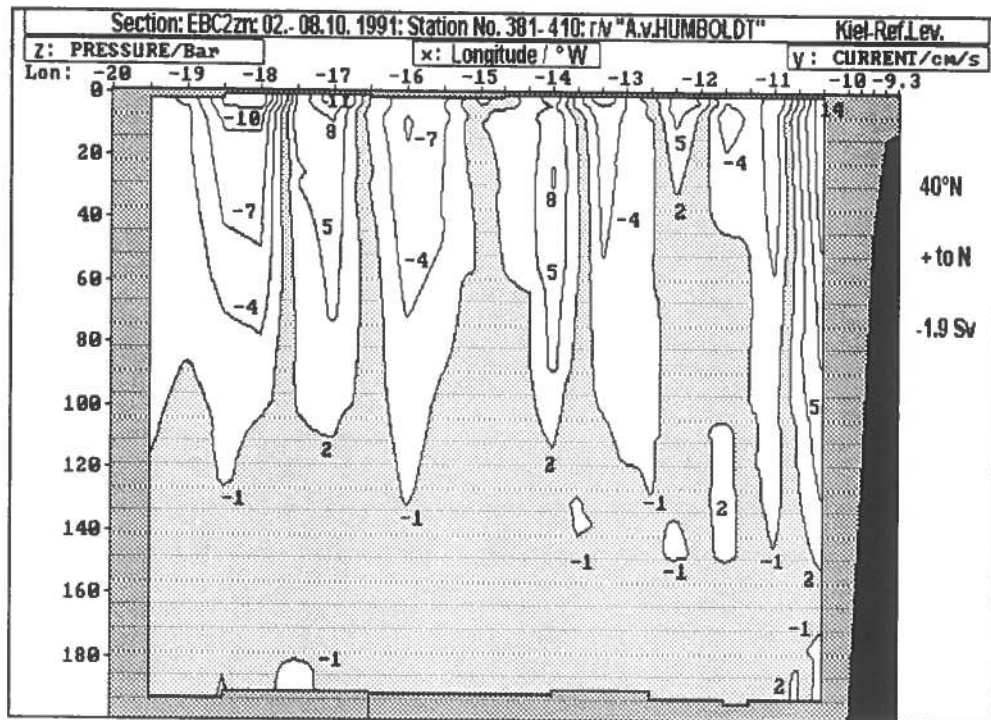 Section: EBC2zn: 02.- 08.10. 1991: Station No. 381- 410: r/v "A.v.HUMBOLDT" Kiel-Ref.Lev.
z: PRESSURE/Bar x: Longitude / °W y: CURRENT/cm/s
Lon: -20 -19 -18 -17 -16 -15 -14 -13 -12 -11 -10 -9.3
0
-10 11 14
8 -7 5 -4
20
8 40°N
-7 -4 2
40
5
-4 5 + to N
60
-4
80 -1.9 Sv
100 5
2 2
120
-1 -1 -1 2
140
-1 -1 -1 2
160
-1
180 -1
2